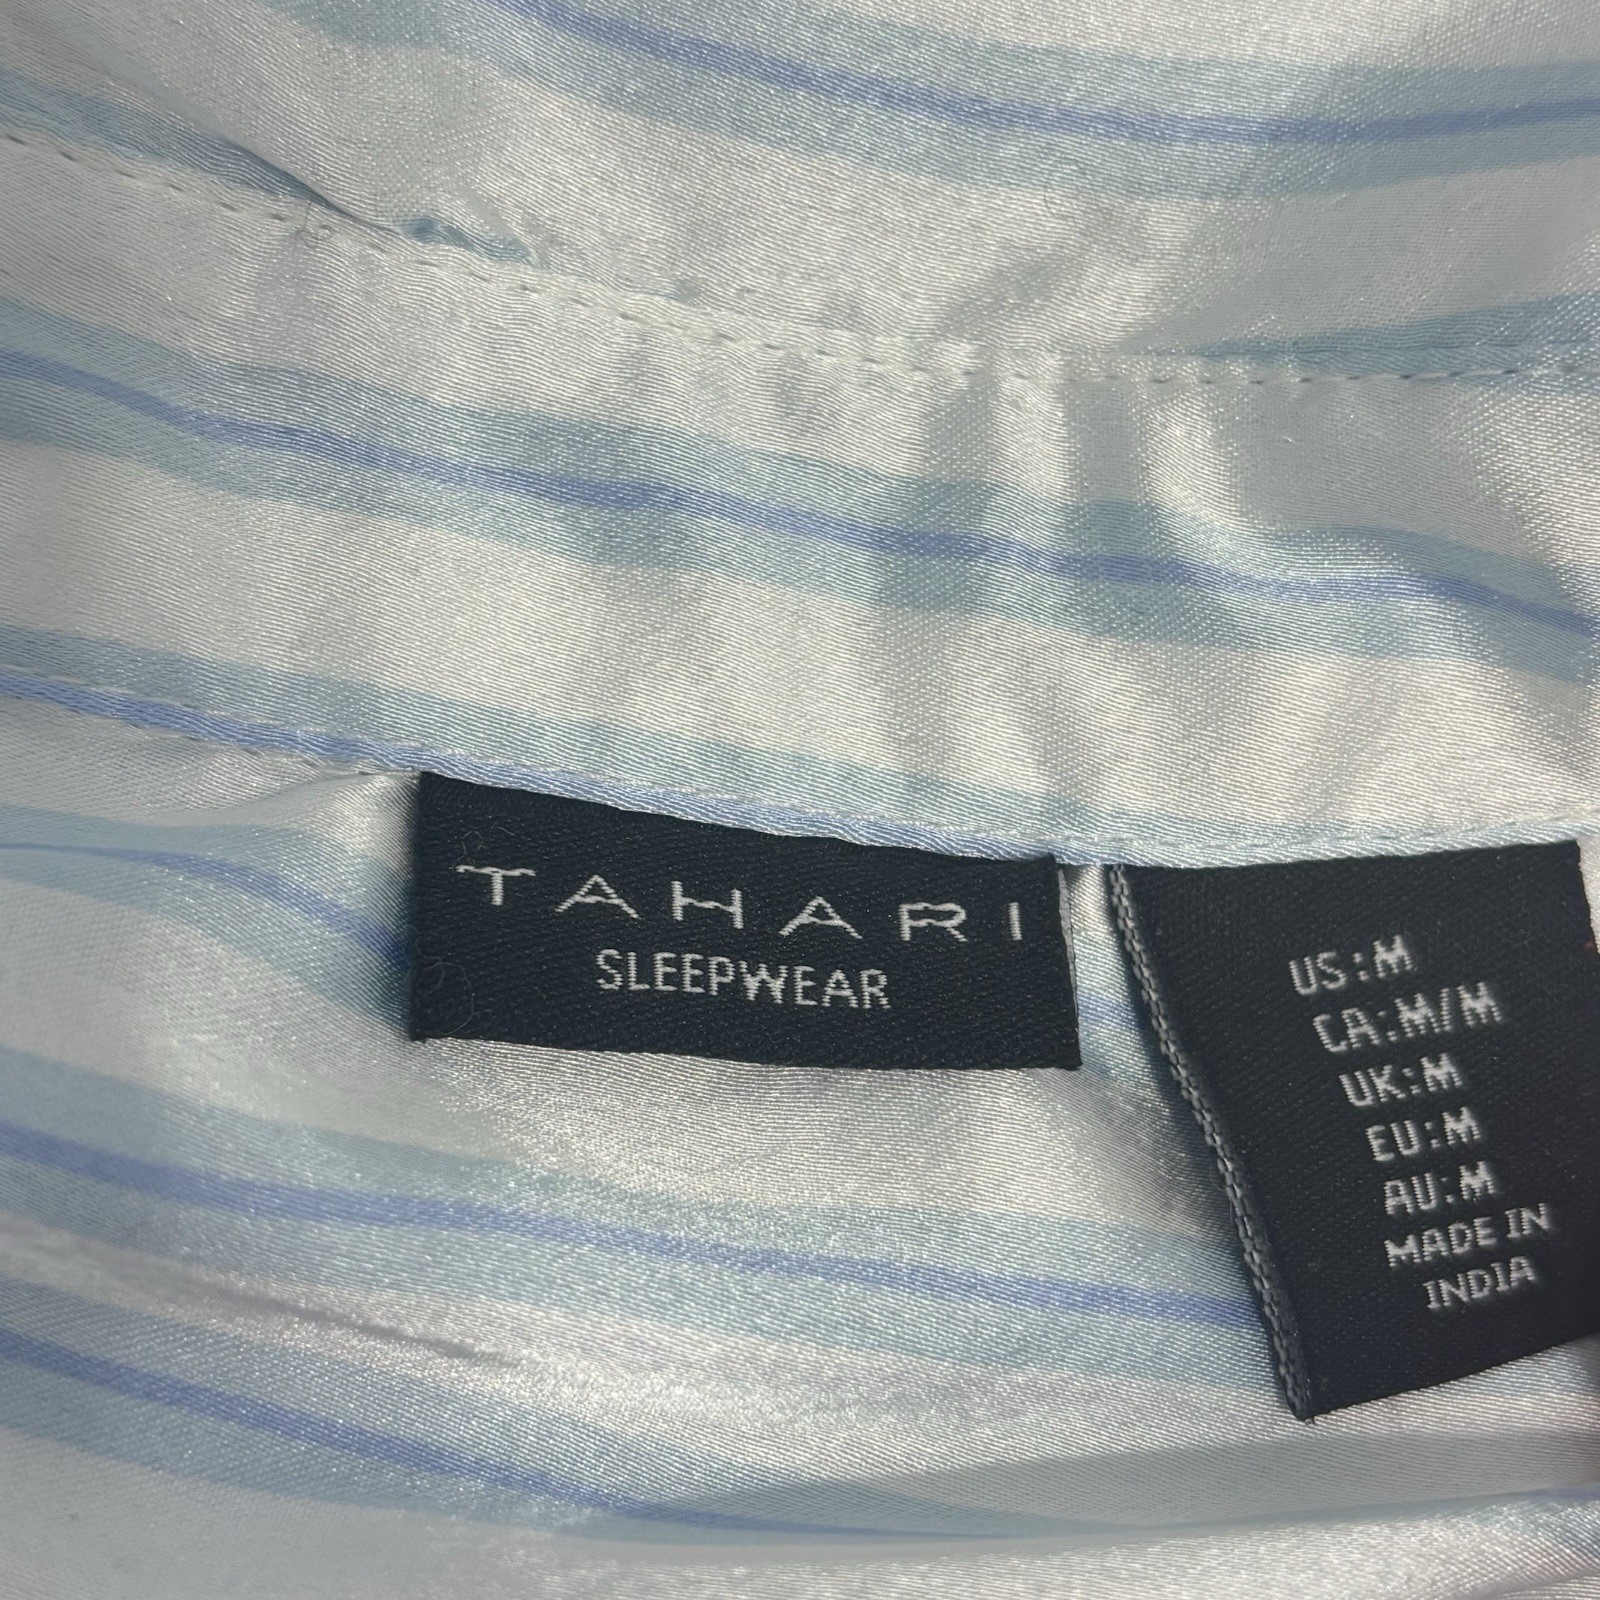 TAHARI
SLEEPWEAR
US:M
CA:M/M
UK:M
EU:M
AU:M
MADE IN
INDIA